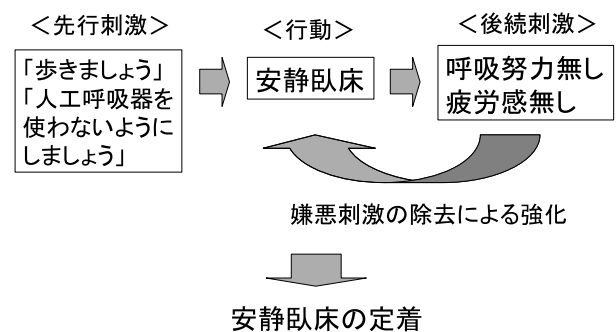 ＜先行刺激＞
＜行動＞
＜後続刺激＞
「歩きましょう」
「人工呼吸器を
使わないように
しましょう」
安静臥床
呼吸努力無し
疲労感無し
嫌悪刺激の除去による強化
安静臥床の定着